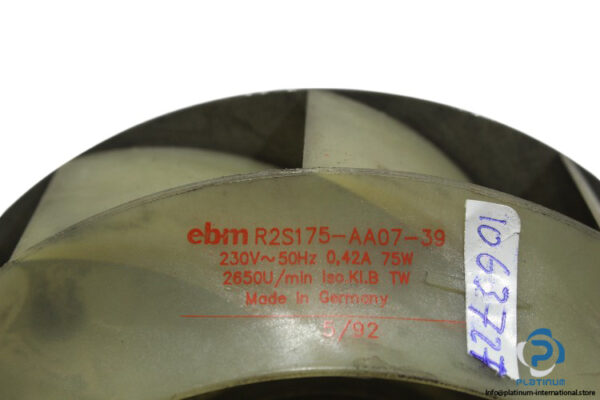 ebm R2S175-AA07-39
230V~50Hz 0,42A 75W
2650U/min Iso.Kl.B TW
Made in Germany
5/92
1063727
PLATINUM
info@platinum-international.store